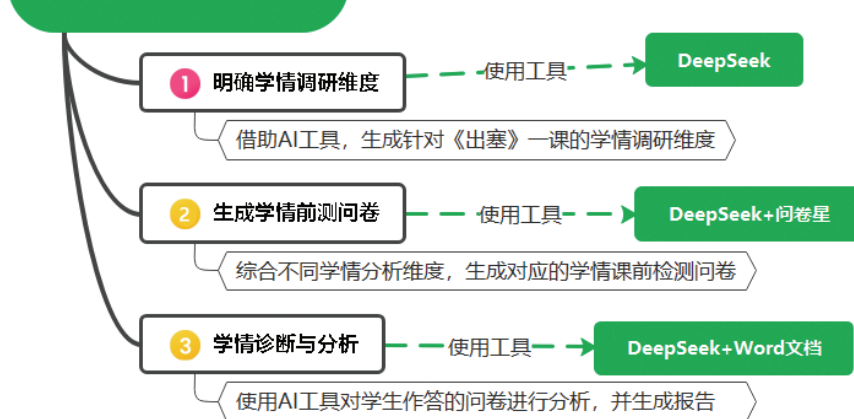 1 明确学情调研维度
使用工具
DeepSeek
借助AI工具，生成针对《出塞》一课的学情调研维度
2 生成学情前测问卷
使用工具
DeepSeek+问卷星
综合不同学情分析维度，生成对应的学情课前检测问卷
3 学情诊断与分析
使用工具
DeepSeek+Word文档
使用AI工具对学生作答的问卷进行分析，并生成报告